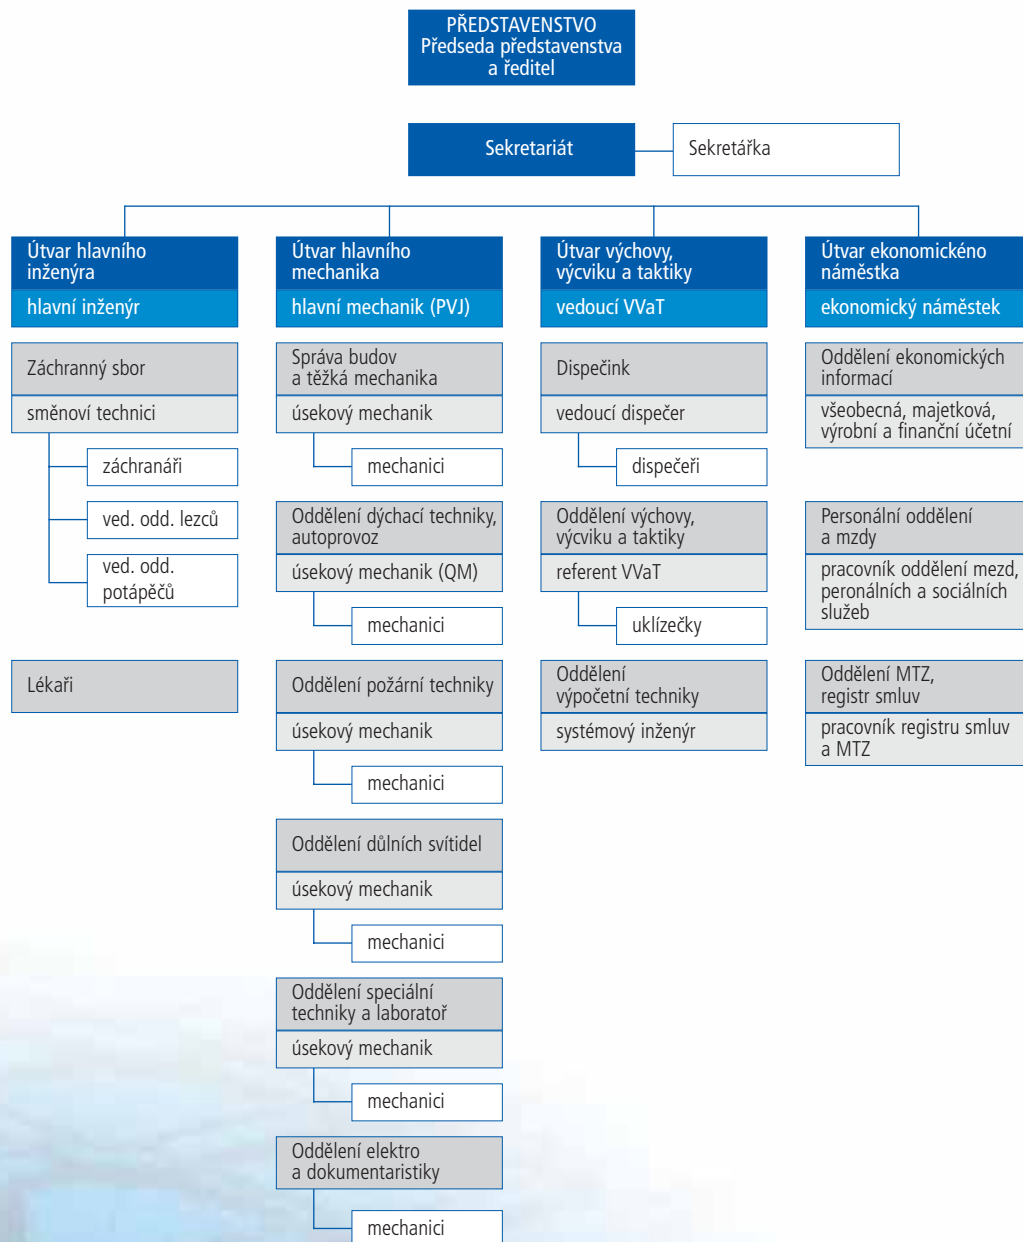 PŘEDSTAVENSTVO
Předseda představenstva
a ředitel
Sekretariát
Sekretářka
Útvar hlavního
inženýra
hlavní inženýr
Záchranný sbor
směnoví technici
záchranáři
ved. odd. lezců
ved. odd.
potápěčů
Lékaři
Útvar hlavního
mechanika
hlavní mechanik (PVJ)
Správa budov
a těžká mechanika
úsekový mechanik
mechanici
Oddělení dýchací techniky,
autoprovoz
úsekový mechanik (QM)
mechanici
Oddělení požární techniky
úsekový mechanik
mechanici
Oddělení důlních svítidel
úsekový mechanik
mechanici
Oddělení speciální
techniky a laboratoř
úsekový mechanik
mechanici
Oddělení elektro
a dokumentaristiky
mechanici
Útvar výchovy,
výcviku a taktiky
vedoucí VVaT
Dispečink
vedoucí dispečer
dispečeři
Oddělení výchovy,
výcviku a taktiky
referent VVaT
uklízečky
Oddělení
výpočetní techniky
systémový inženýr
Útvar ekonomickéno
náměstka
ekonomický náměstek
Oddělení ekonomických
informací
všeobecná, majetková,
výrobní a finanční účetní
Personální oddělení
a mzdy
pracovník oddělení mezd,
peronálních a sociálních
služeb
Oddělení MTZ,
registr smluv
pracovník registru smluv
a MTZ